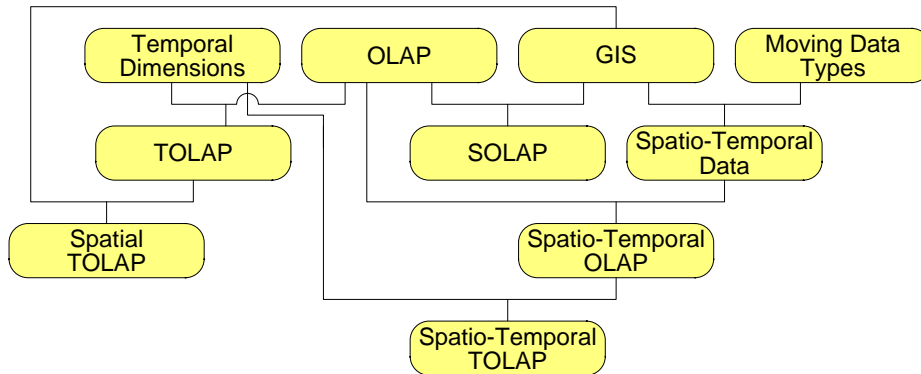 Temporal
Dimensions
OLAP
GIS
Moving Data
Types
TOLAP
SOLAP
Spatio-Temporal
Data
Spatial
TOLAP
Spatio-Temporal
OLAP
Spatio-Temporal
TOLAP